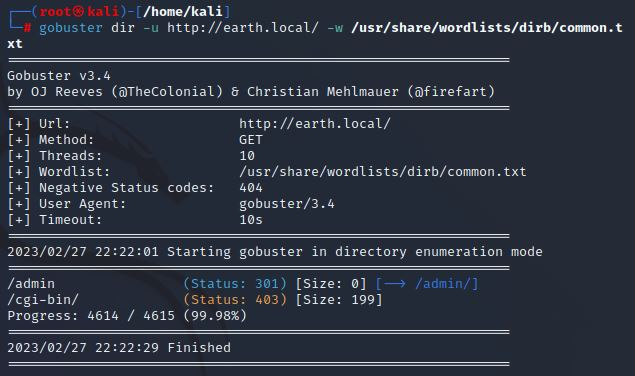 ┌──(root㉿kali)-[/home/kali]
└─# gobuster dir -u http://earth.local/ -w /usr/share/wordlists/dirb/common.t
xt
===============================================================
Gobuster v3.4
by OJ Reeves (@TheColonial) & Christian Mehlmauer (@firefart)
===============================================================
[+] Url:                     http://earth.local/
[+] Method:                  GET
[+] Threads:                 10
[+] Wordlist:                /usr/share/wordlists/dirb/common.txt
[+] Negative Status codes:   404
[+] User Agent:              gobuster/3.4
[+] Timeout:                 10s
===============================================================
2023/02/27 22:22:01 Starting gobuster in directory enumeration mode
===============================================================
/admin                (Status: 301) [Size: 0] [--> /admin/]
/cgi-bin/             (Status: 403) [Size: 199]
Progress: 4614 / 4615 (99.98%)
===============================================================
2023/02/27 22:22:29 Finished
===============================================================